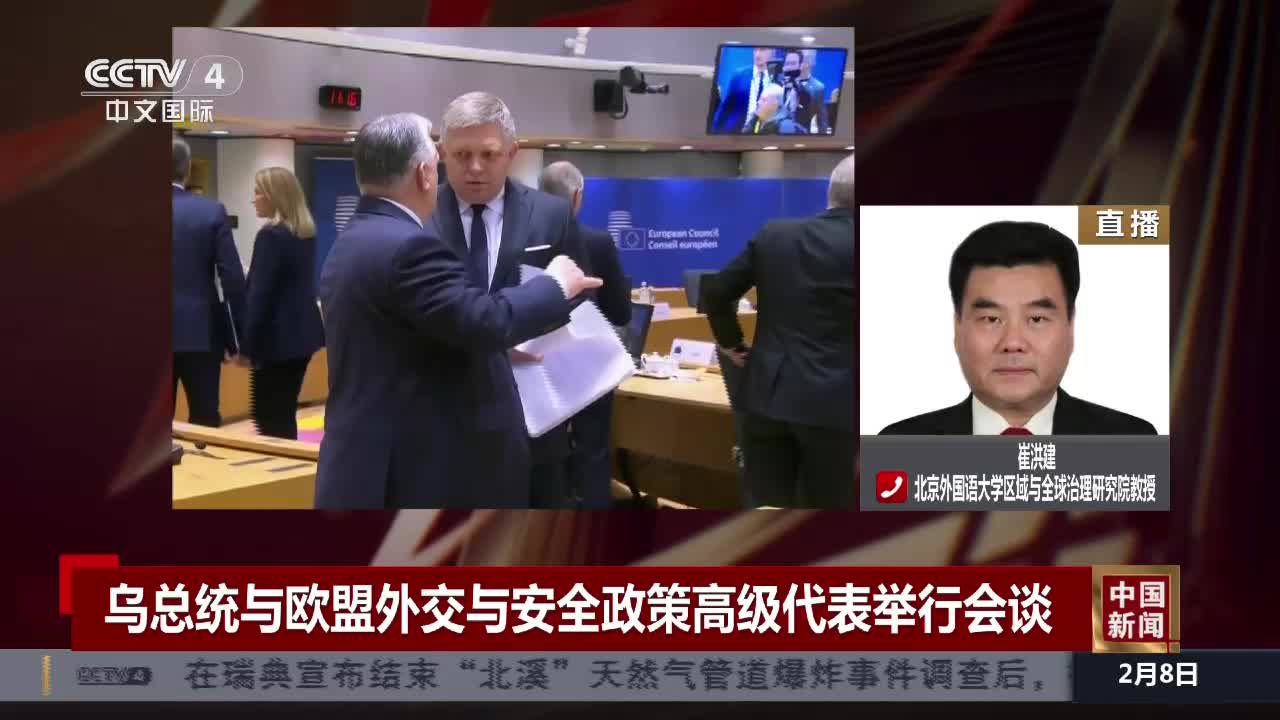 CCTV 4
中文国际
11:16
European Council
Conseil européen
直播
崔洪建
北京外国语大学区域与全球治理研究院教授
乌总统与欧盟外交与安全政策高级代表举行会谈
中国
新闻
CCTV 4
在瑞典宣布结束“北溪”天然气管道爆炸事件调查后，
2月8日